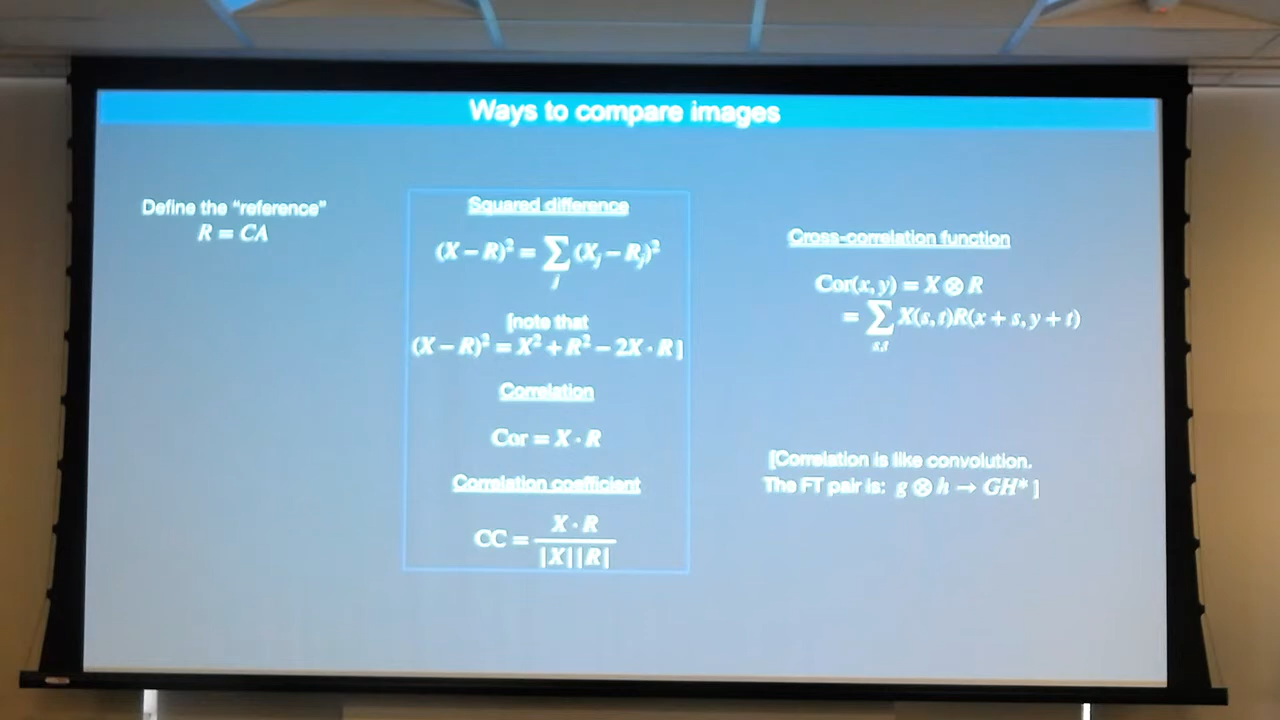 Ways to compare images
Define the “reference”
R = CA
Squared difference
(X − R)² = ∑ⱼ (Xⱼ − Rⱼ)²
[note that
(X − R)² = X² + R² − 2X · R ]
Correlation
Cor = X · R
Correlation coefficient
CC = X · R / |X||R|
Cross-correlation function
Cor(x, y) = X ⊗ R
= ∑ₛ,ₜ X(s, t)R(x + s, y + t)
[Correlation is like convolution.
The FT pair is: g ⊗ h → GH* ]